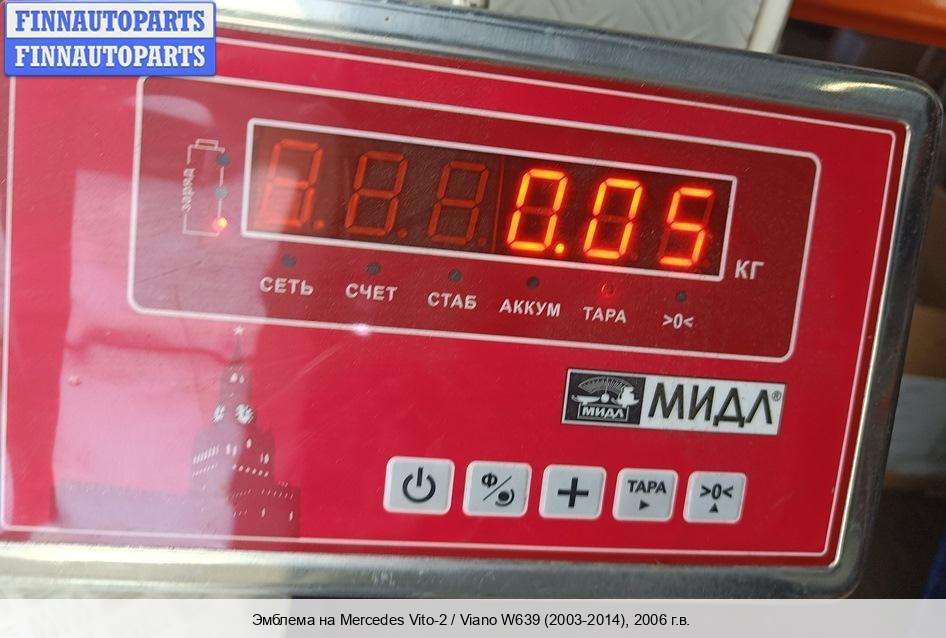 FINNAUTOPARTS
FINNAUTOPARTS
заряд
0.05
КГ
СЕТЬ СЧЕТ СТАБ АККУМ ТАРА >0<
МИДЛ МИДЛ®
Ф ТАРА >0<
Эмблема на Mercedes Vito-2 / Viano W639 (2003-2014), 2006 г.в.